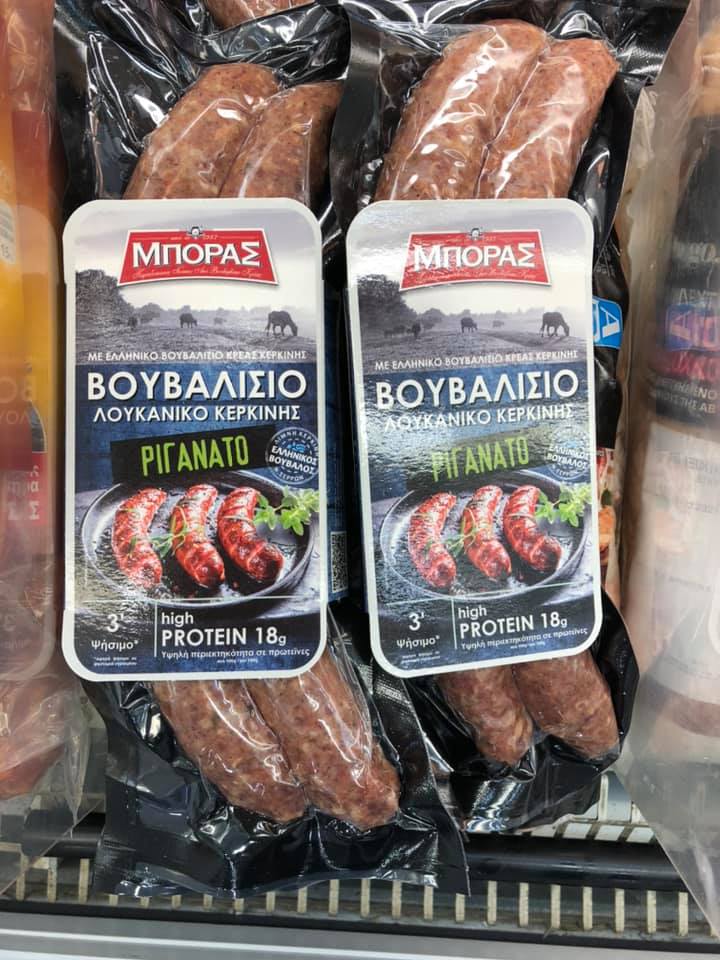 ΜΠΟΡΑΣ
ΜΕ ΕΛΛΗΝΙΚΟ ΒΟΥΒΑΛΙΣΙΟ ΚΡΕΑΣ ΚΕΡΚΙΝΗΣ
ΒΟΥΒΑΛΙΣΙΟ
ΛΟΥΚΑΝΙΚΟ ΚΕΡΚΙΝΗΣ
ΡΙΓΑΝΑΤΟ
ΕΛΛΗΝΙΚΟΣ
ΒΟΥΒΑΛΟΣ
3'
Ψήσιμο*
high
PROTEIN 18g
Υψηλή περιεκτικότητα σε πρωτεΐνες
ΜΠΟΡΑΣ
ΜΕ ΕΛΛΗΝΙΚΟ ΒΟΥΒΑΛΙΣΙΟ ΚΡΕΑΣ ΚΕΡΚΙΝΗΣ
ΒΟΥΒΑΛΙΣΙΟ
ΛΟΥΚΑΝΙΚΟ ΚΕΡΚΙΝΗΣ
ΡΙΓΑΝΑΤΟ
ΕΛΛΗΝΙΚΟΣ
ΒΟΥΒΑΛΟΣ
3'
Ψήσιμο*
high
PROTEIN 18g
Υψηλή περιεκτηκότητα σε πρωτεΐνες